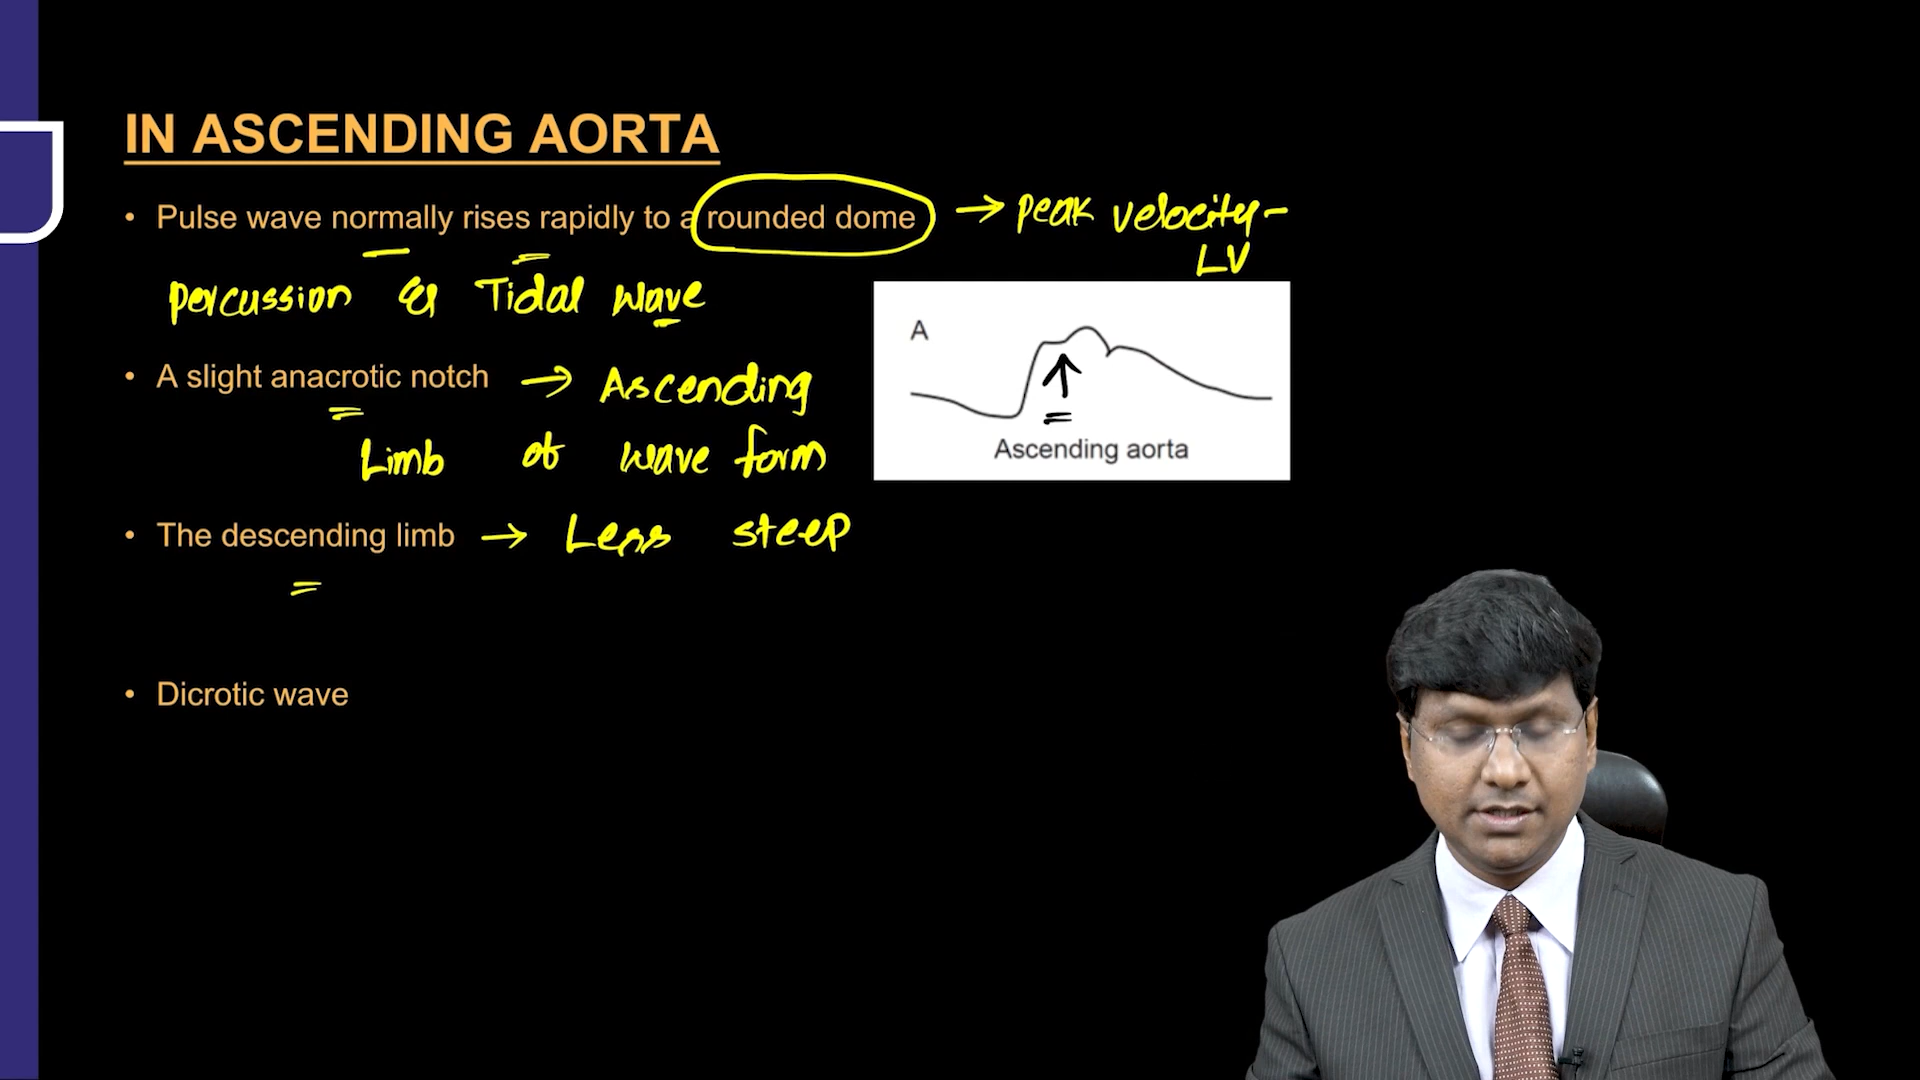 IN ASCENDING AORTA
• Pulse wave normally rises rapidly to a rounded dome → Peak velocity -
LV
Percussion & Tidal wave
A
• A slight anacrotic notch → Ascending
Limb of wave form
Ascending aorta
• The descending limb → Less steep
• Dicrotic wave